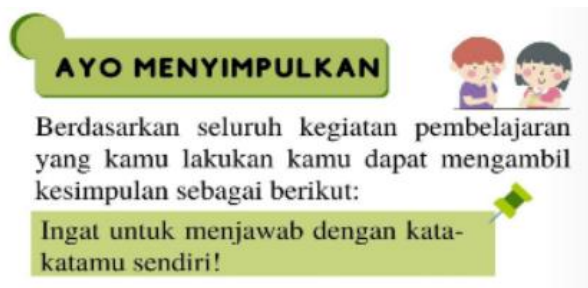 AYO MENYIMPULKAN
Berdasarkan seluruh kegiatan pembelajaran
yang kamu lakukan kamu dapat mengambil
kesimpulan sebagai berikut:
Ingat untuk menjawab dengan kata-
katamu sendiri!